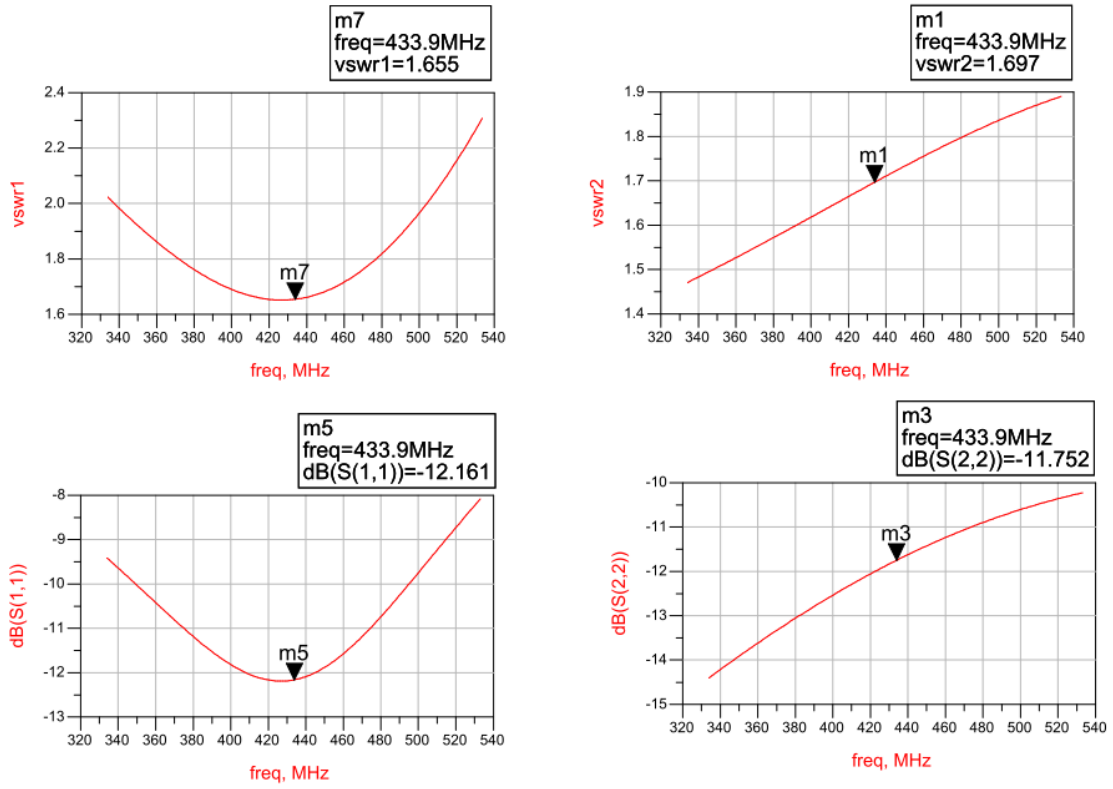 m7
freq=433.9MHz
vswr1=1.655
2.4
2.2
2.0
1.8
1.6
vswr1
m7
320 340 360 380 400 420 440 460 480 500 520 540
freq, MHz
m1
freq=433.9MHz
vswr2=1.697
1.9
1.8
1.7
1.6
1.5
1.4
vswr2
m1
320 340 360 380 400 420 440 460 480 500 520 540
freq, MHz
m5
freq=433.9MHz
dB(S(1,1))=-12.161
-8
-9
-10
-11
-12
-13
dB(S(1,1))
m5
320 340 360 380 400 420 440 460 480 500 520 540
freq, MHz
m3
freq=433.9MHz
dB(S(2,2))=-11.752
-10
-11
-12
-13
-14
-15
dB(S(2,2))
m3
320 340 360 380 400 420 440 460 480 500 520 540
freq, MHz